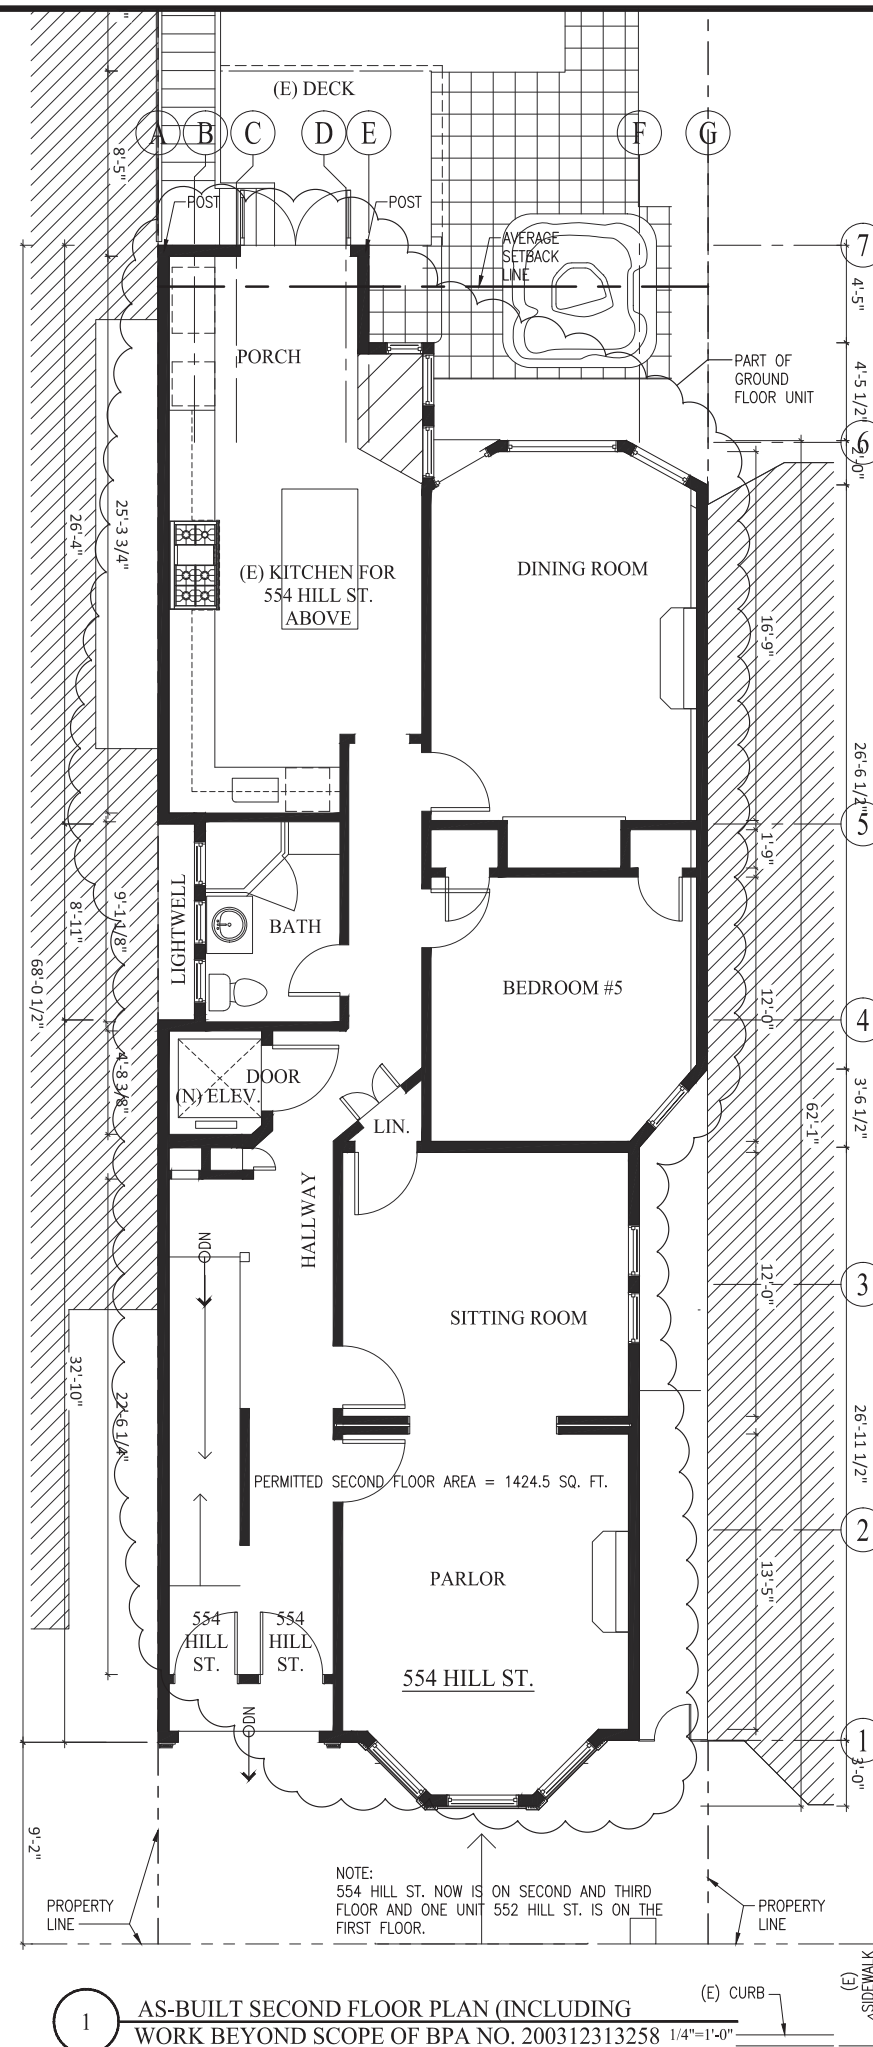 (E) DECK
A
B
C
D
E
F
G
8'-5"
POST
POST
AVERAGE
SETBACK
LINE
7
4'-5"
PORCH
PART OF
GROUND
FLOOR UNIT
4'-5 1/2"
6
2'-0"
25'-3 3/4"
26'-4"
(E) KITCHEN FOR
554 HILL ST.
ABOVE
DINING ROOM
16'-9"
26'-6 1/2"
5
1'-9"
LIGHTWELL
9'-1 1/8"
8'-11"
68'-0 1/2"
BATH
BEDROOM #5
12'-0"
4
DOOR
(N) ELEV.
4'-8 3/8"
LIN.
3'-6 1/2"
62'-1"
HALLWAY
DN
3
12'-0"
SITTING ROOM
32'-10"
22'-6 1/4"
26'-11 1/2"
PERMITTED SECOND FLOOR AREA = 1424.5 SQ. FT.
2
13'-5"
PARLOR
554
HILL
ST.
554
HILL
ST.
554 HILL ST.
DN
1
3'-0"
9'-2"
NOTE:
554 HILL ST. NOW IS ON SECOND AND THIRD
FLOOR AND ONE UNIT 552 HILL ST. IS ON THE
FIRST FLOOR.
PROPERTY
LINE
PROPERTY
LINE
(E) CURB
(E)
SIDEWALK
1
AS-BUILT SECOND FLOOR PLAN (INCLUDING
WORK BEYOND SCOPE OF BPA NO. 200312313258 1/4"=1'-0"